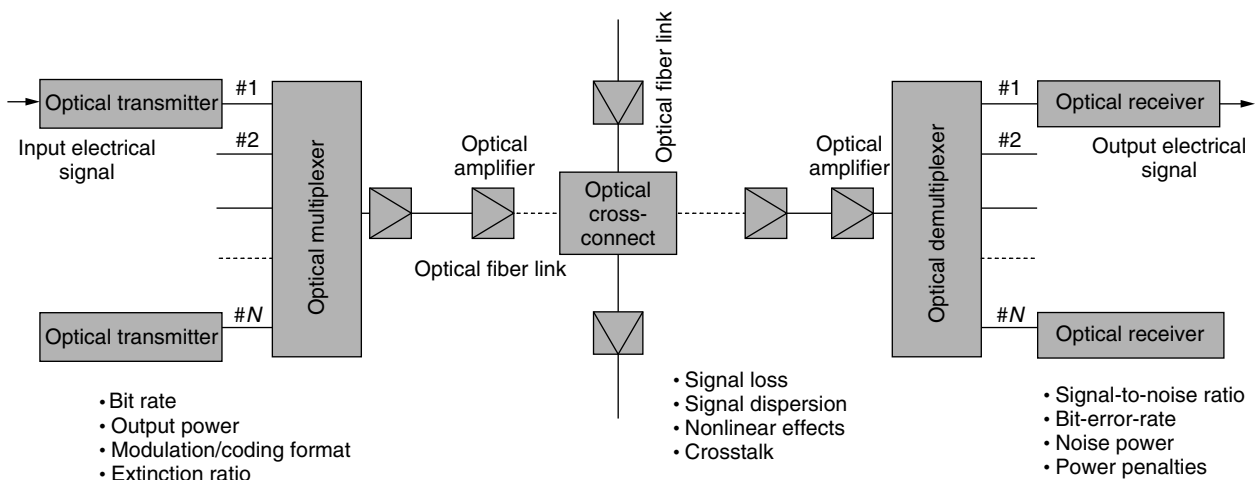 Optical transmitter
#1
Input electrical
signal
#2
#N
Optical transmitter
Optical multiplexer
Optical
amplifier
Optical fiber link
Optical fiber link
Optical
cross-
connect
Optical
amplifier
Optical demultiplexer
#1
Optical receiver
#2
Output electrical
signal
#N
Optical receiver
• Bit rate
• Output power
• Modulation/coding format
• Extinction ratio
• Signal loss
• Signal dispersion
• Nonlinear effects
• Crosstalk
• Signal-to-noise ratio
• Bit-error-rate
• Noise power
• Power penalties